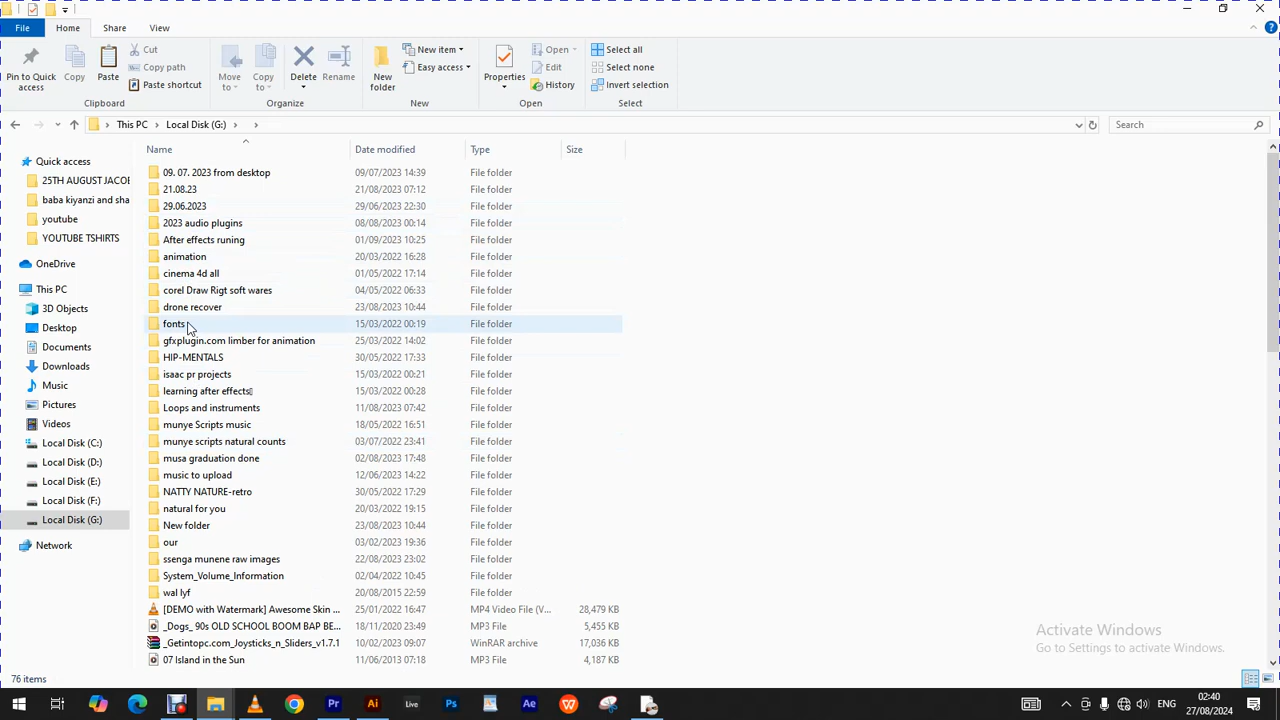 File Home Share View
Pin to Quick access
Copy
Paste
Cut
Copy path
Paste shortcut
Clipboard
Move to
Copy to
Delete
Rename
Organize
New folder
New item
Easy access
New
Properties
Open
Edit
History
Open
Select all
Select none
Invert selection
Select
This PC Local Disk (G:)
Search
Quick access
25TH AUGUST JACOB
baba kiyanzi and sha
youtube
YOUTUBE TSHIRTS
OneDrive
This PC
3D Objects
Desktop
Documents
Downloads
Music
Pictures
Videos
Local Disk (C:)
Local Disk (D:)
Local Disk (E:)
Local Disk (F:)
Local Disk (G:)
Network
Name Date modified Type Size
09. 07. 2023 from desktop 09/07/2023 14:39 File folder
21.08.23 21/08/2023 07:12 File folder
29.06.2023 29/06/2023 22:30 File folder
2023 audio plugins 08/08/2023 00:14 File folder
After effects runing 01/09/2023 10:25 File folder
animation 20/03/2022 16:28 File folder
cinema 4d all 01/05/2022 17:14 File folder
corel Draw Rigt soft wares 04/05/2022 06:33 File folder
drone recover 23/08/2023 10:44 File folder
fonts 15/03/2022 00:19 File folder
gfxplugin.com limber for animation 25/03/2022 14:02 File folder
HIP-MENTALS 30/05/2022 17:33 File folder
isaac pr projects 15/03/2022 00:21 File folder
learning after effects 15/03/2022 00:28 File folder
Loops and instruments 11/08/2023 07:42 File folder
munye Scripts music 18/05/2022 16:51 File folder
munye scripts natural counts 03/07/2022 23:41 File folder
musa graduation done 02/08/2023 17:48 File folder
music to upload 12/06/2023 14:22 File folder
NATTY NATURE-retro 30/05/2022 17:29 File folder
natural for you 20/03/2022 19:15 File folder
New folder 23/08/2023 10:44 File folder
our 03/02/2023 19:36 File folder
ssenga munene raw images 22/08/2023 23:02 File folder
System_Volume_Information 02/04/2022 10:45 File folder
wal lyf 20/08/2015 22:59 File folder
[DEMO with Watermark] Awesome Skin ... 25/01/2022 16:47 MP4 Video File (V... 28,479 KB
_Dogs_ 90s OLD SCHOOL BOOM BAP BE... 18/11/2020 23:49 MP3 File 5,455 KB
_Getintopc.com_Joysticks_n_Sliders_v1.7.1 10/02/2023 09:07 WinRAR archive 17,036 KB
07 Island in the Sun 11/06/2013 07:18 MP3 File 4,187 KB
Activate Windows
Go to Settings to activate Windows.
76 items
Pr Ai Live Ps Ae W
ENG
02:40
27/08/2024